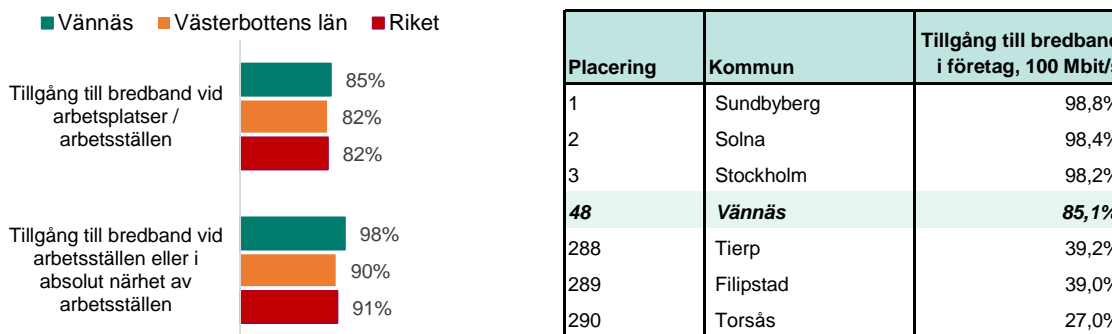 Vännäs Västerbottens län Riket
Tillgång till bredband vid
arbetsplatser /
arbetsställen
85%
82%
82%
Tillgång till bredband vid
arbetsställen eller i
absolut närhet av
arbetsställen
98%
90%
91%
Placering Kommun Tillgång till bredband
i företag, 100 Mbit/s
1 Sundbyberg 98,8%
2 Solna 98,4%
3 Stockholm 98,2%
48 Vännäs 85,1%
288 Tierp 39,2%
289 Filipstad 39,0%
290 Torsås 27,0%